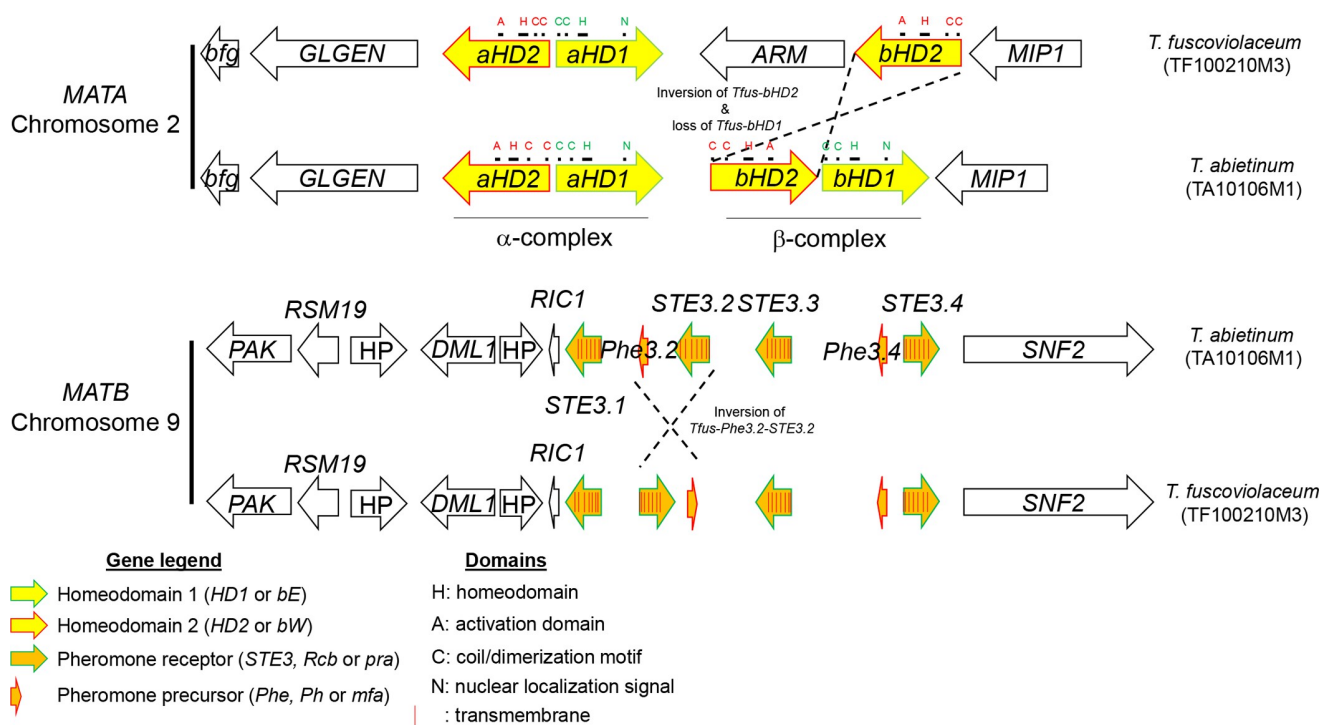 A H C C C C H N A H C C
bfg GLGEN aHD2 aHD1 ARM bHD2 MIP1
T. fuscoviolaceum
(TF100210M3)
MATA
Chromosome 2
Inversion of Tfus-bHD2
&
loss of Tfus-bHD1
A H C C C C H N C C H A C C H N
bfg GLGEN aHD2 aHD1 bHD2 bHD1 MIP1
T. abietinum
(TA10106M1)
α-complex β-complex
RSM19 RIC1 STE3.2 STE3.3 STE3.4
PAK HP DML1 HP Phe3.2 Phe3.4 SNF2
T. abietinum
(TA10106M1)
MATB
Chromosome 9
STE3.1
Inversion of
Tfus-Phe3.2-STE3.2
RSM19 RIC1
PAK HP DML1 HP SNF2
T. fuscoviolaceum
(TF100210M3)
Gene legend
Homeodomain 1 (HD1 or bE)
Homeodomain 2 (HD2 or bW)
Pheromone receptor (STE3, Rcb or pra)
Pheromone precursor (Phe, Ph or mfa)
Domains
H: homeodomain
A: activation domain
C: coil/dimerization motif
N: nuclear localization signal
: transmembrane